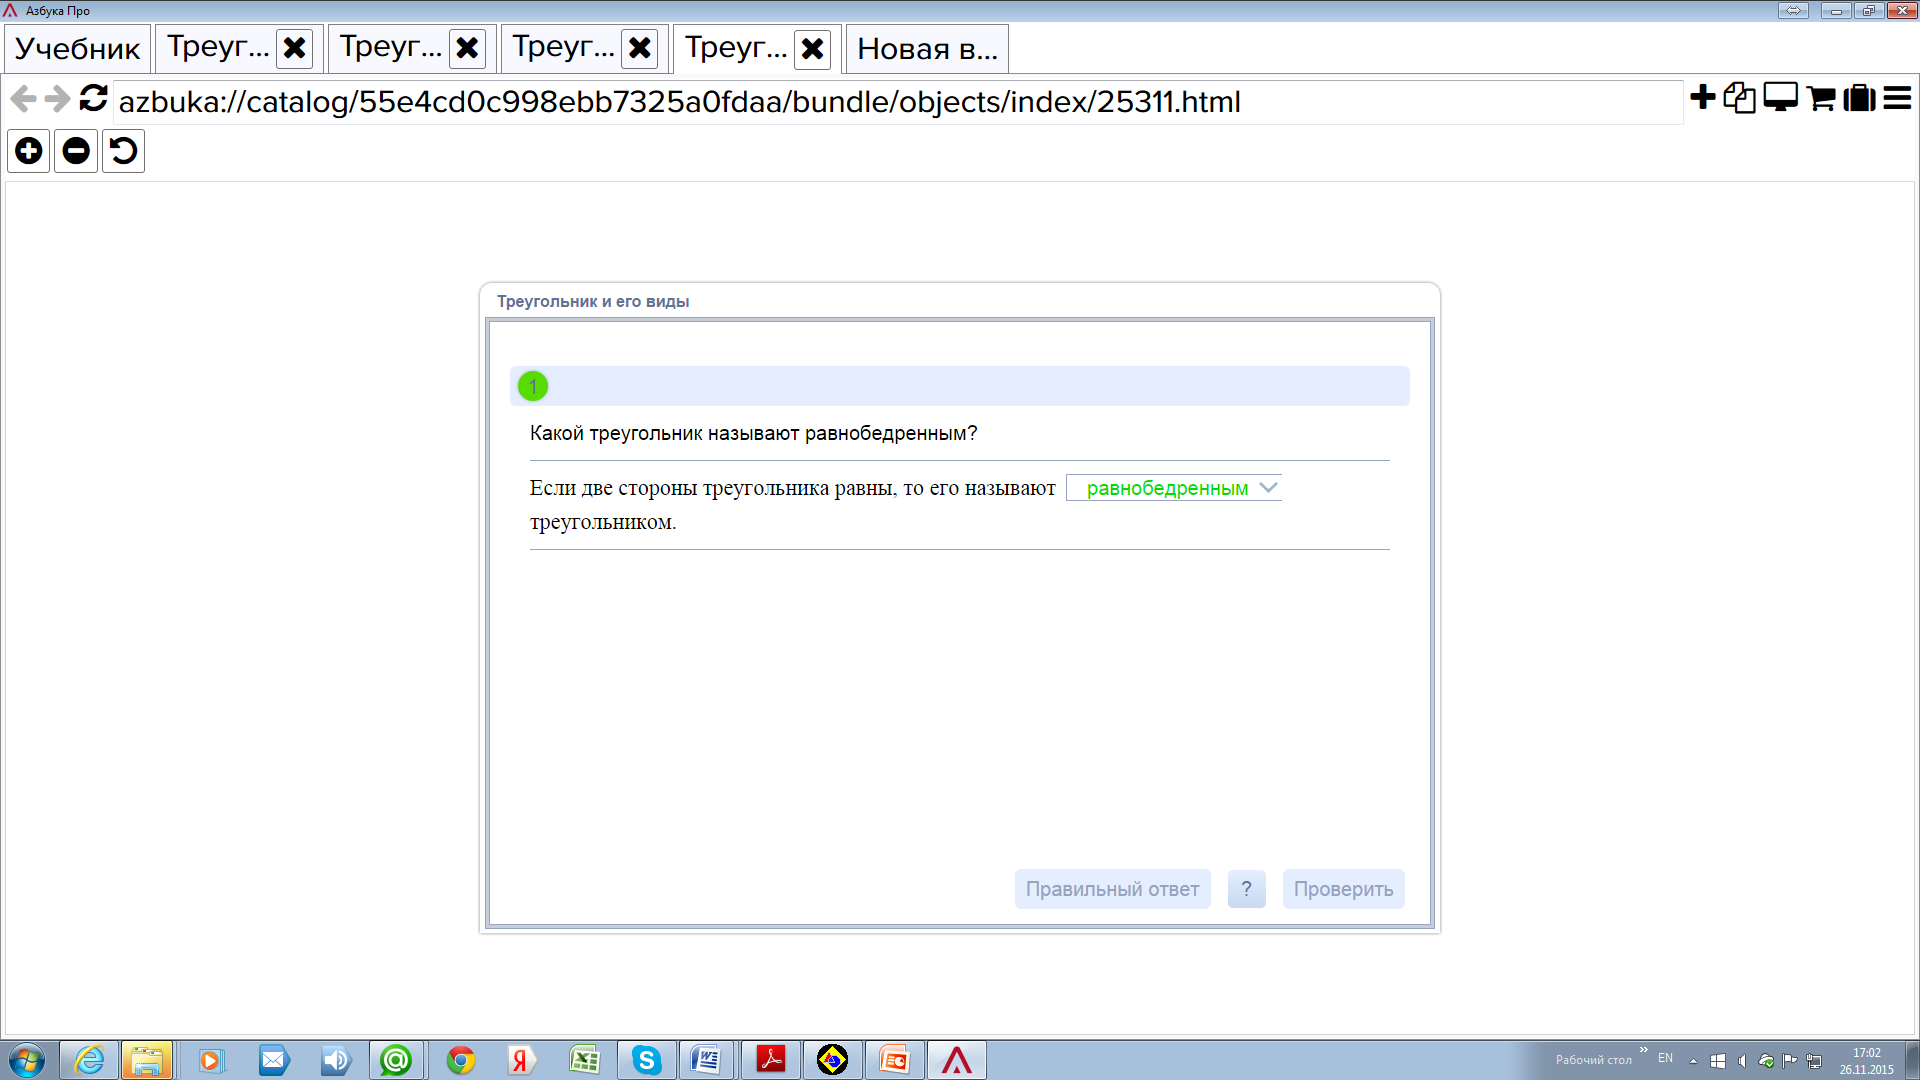 Азбука Про
Учебник
Треуг...
Треуг...
Треуг...
Треуг...
Новая в...
azbuka://catalog/55e4cd0c998ebb7325a0fdaa/bundle/objects/index/25311.html
Треугольник и его виды
1
Какой треугольник называют равнобедренным?
Если две стороны треугольника равны, то его называют равнобедренным
треугольником.
Правильный ответ
?
Проверить
Рабочий стол
»
EN
17:02
26.11.2015